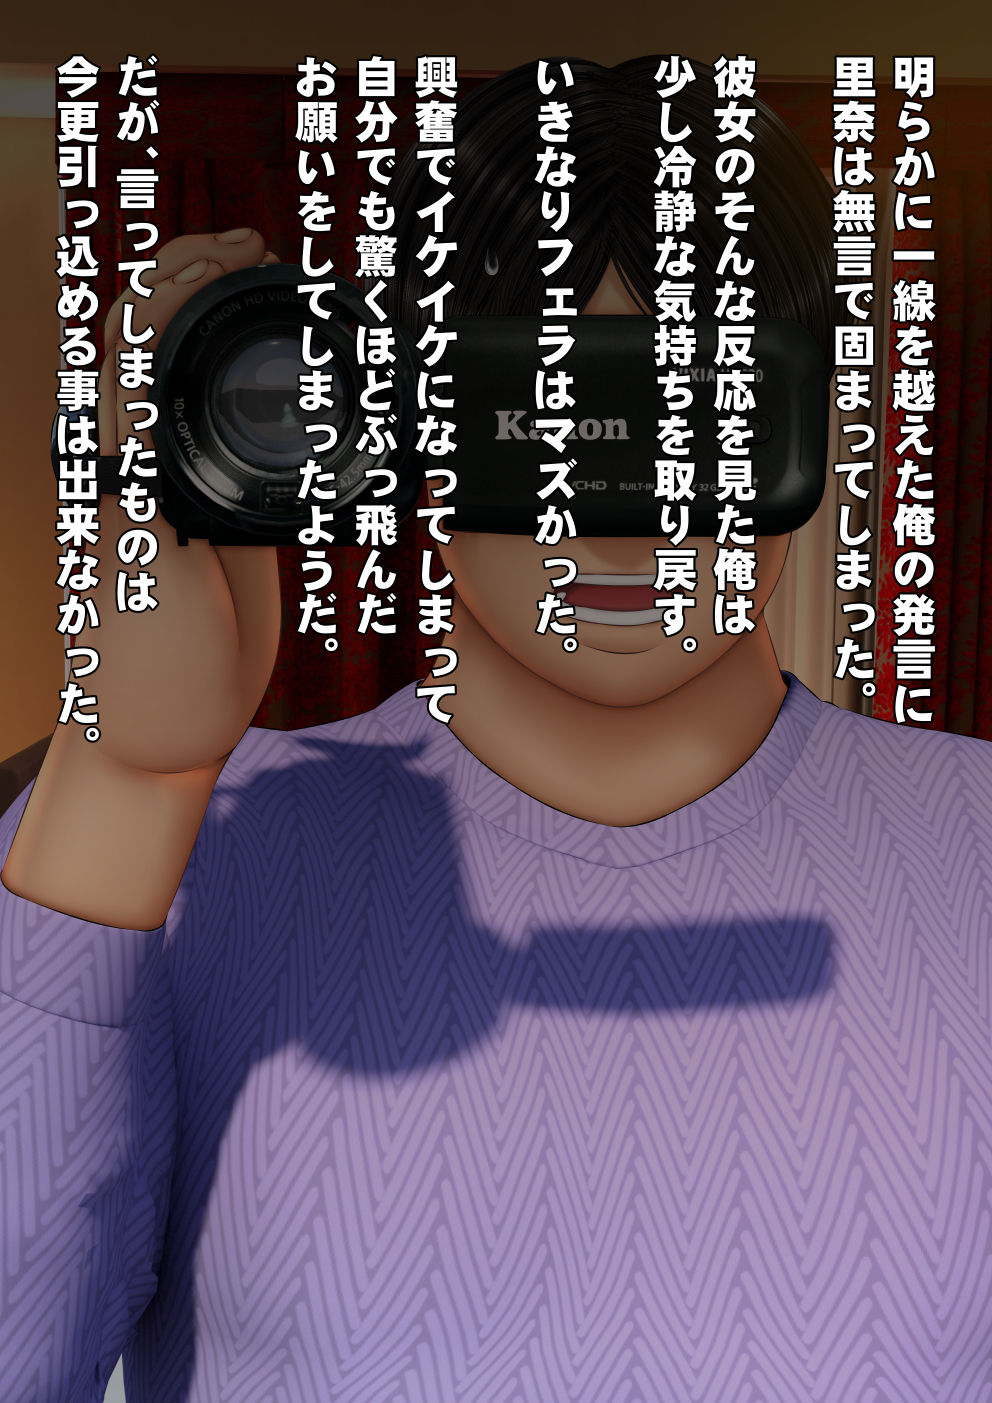 明らかに一線を越えた俺の発言に
里奈は無言で固まってしまった。
彼女のそんな反応を見た俺は
少し冷静な気持ちを取り戻す。
いきなりフェラはマズかった。
興奮でイケイケになってしまって
自分でも驚くほどぶっ飛んだ
お願いをしてしまったようだ。
だが、言ってしまったものは
今更引っ込める事は出来なかった。
CANON HD VIDEO
10x OPTICAL
Kanon
BUILT-IN